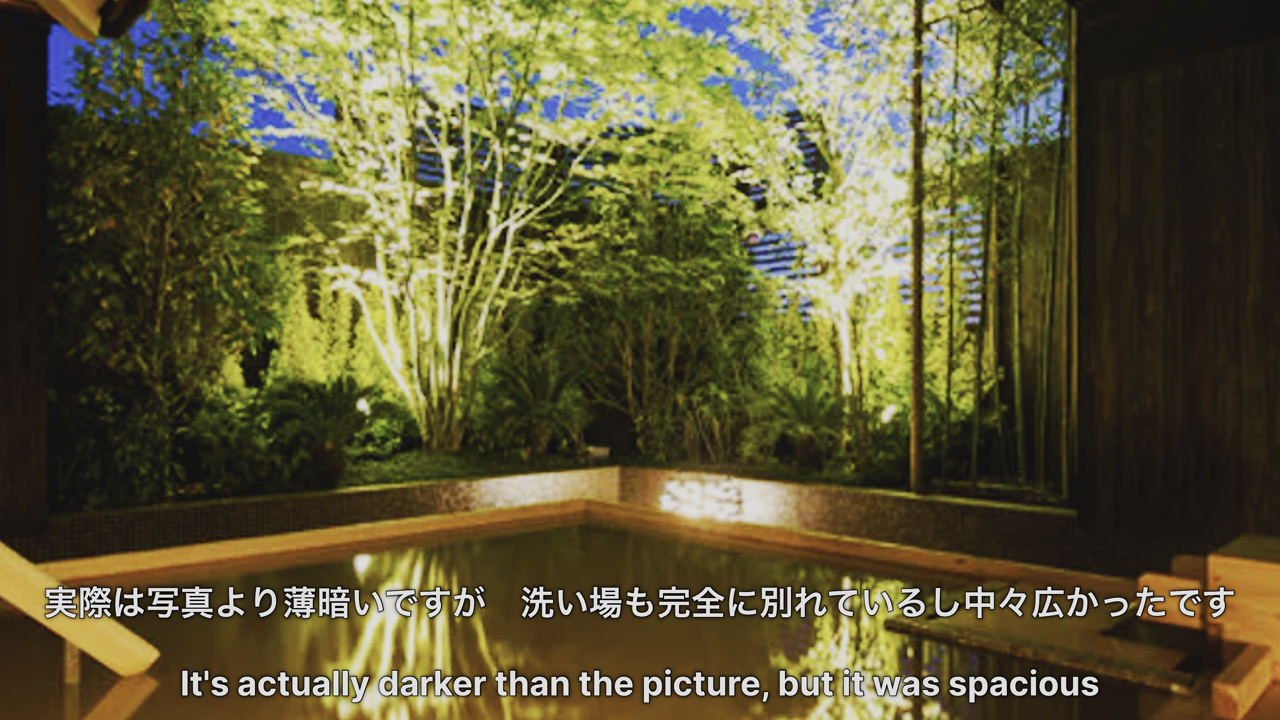 実際は写真より薄暗いですが　洗い場も完全に別れているし中々広かったです
It's actually darker than the picture, but it was spacious